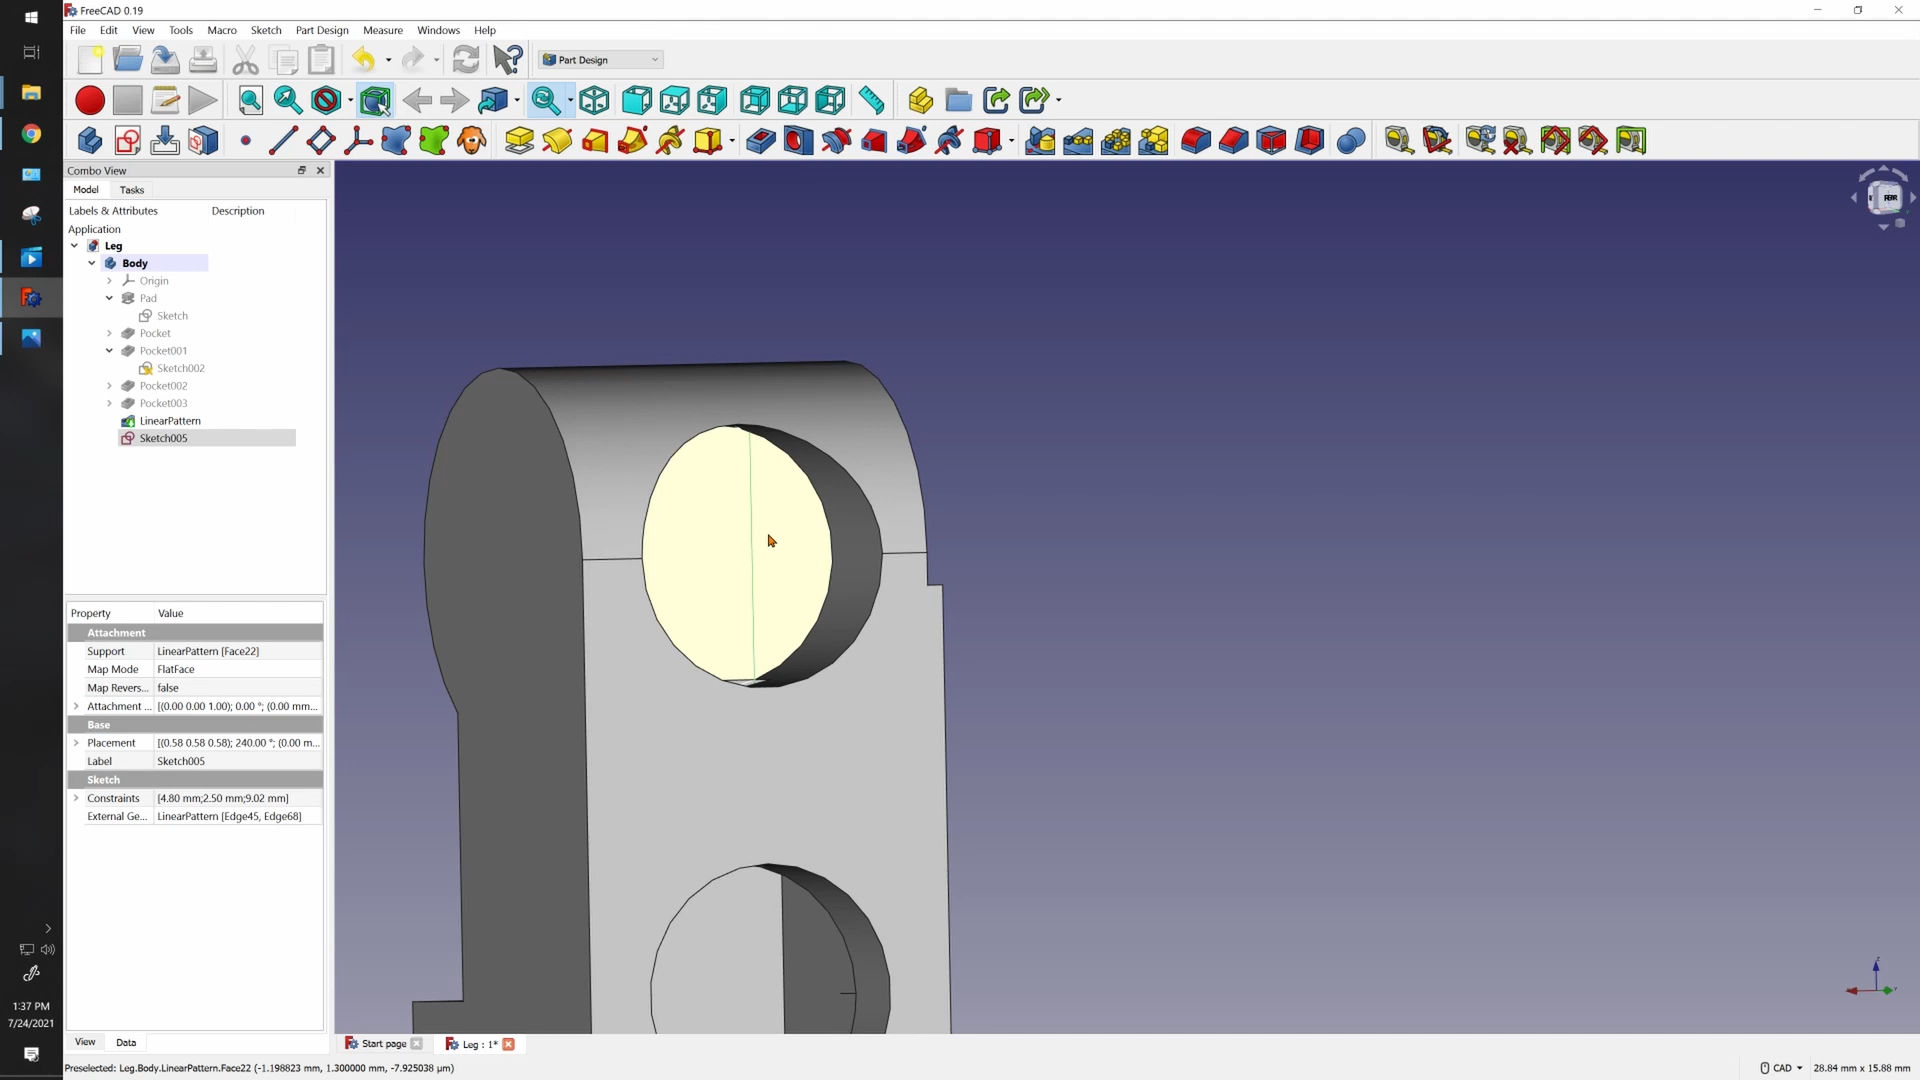 FreeCAD 0.19
File Edit View Tools Macro Sketch Part Design Measure Windows Help
Part Design
Combo View
Model Tasks
Labels & Attributes Description
Application
Leg
Body
Origin
Pad
Sketch
Pocket
Pocket001
Sketch002
Pocket002
Pocket003
LinearPattern
Sketch005
REAR
Property Value
Attachment
Support LinearPattern [Face22]
Map Mode FlatFace
Map Revers... false
Attachment ... [(0.00 0.00 1.00); 0.00 °; (0.00 mm...
Base
Placement [(0.58 0.58 0.58); 240.00 °; (0.00 m...
Label Sketch005
Sketch
Constraints [4.80 mm;2.50 mm;9.02 mm]
External Ge... LinearPattern [Edge45, Edge68]
Z
Y
1:37 PM
7/24/2021
View Data
Start page
Leg : 1*
Preselected: Leg.Body.LinearPattern.Face22 (-1.198823 mm, 1.300000 mm, -7.925038 μm)
CAD
28.84 mm x 15.88 mm